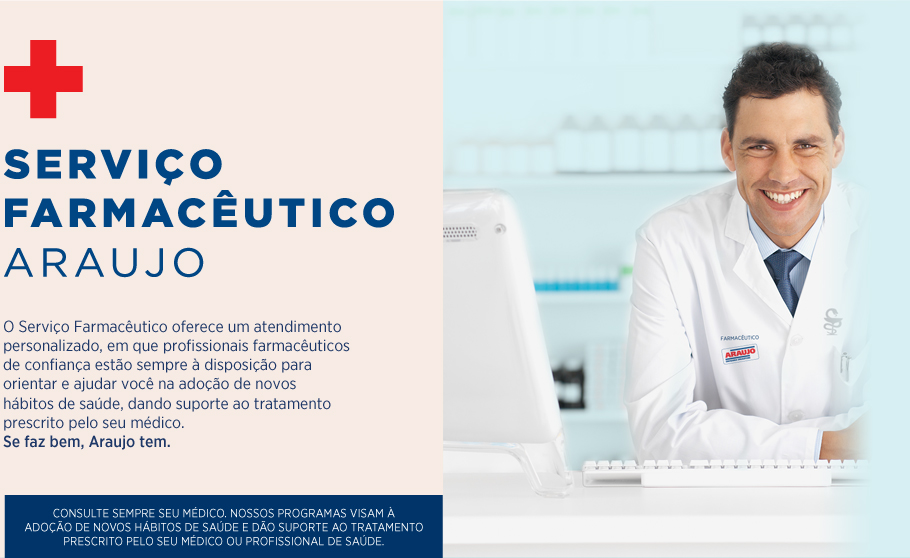 SERVIÇO
FARMACÊUTICO
ARAUJO
O Serviço Farmacêutico oferece um atendimento
personalizado, em que profissionais farmacêuticos
de confiança estão sempre à disposição para
orientar e ajudar você na adoção de novos
hábitos de saúde, dando suporte ao tratamento
prescrito pelo seu médico.
Se faz bem, Araujo tem.
CONSULTE SEMPRE SEU MÉDICO. NOSSOS PROGRAMAS VISAM À
ADOÇÃO DE NOVOS HÁBITOS DE SAÚDE E DÃO SUPORTE AO TRATAMENTO
PRESCRITO PELO SEU MÉDICO OU PROFISSIONAL DE SAÚDE.
FARMACÊUTICO
ARAUJO